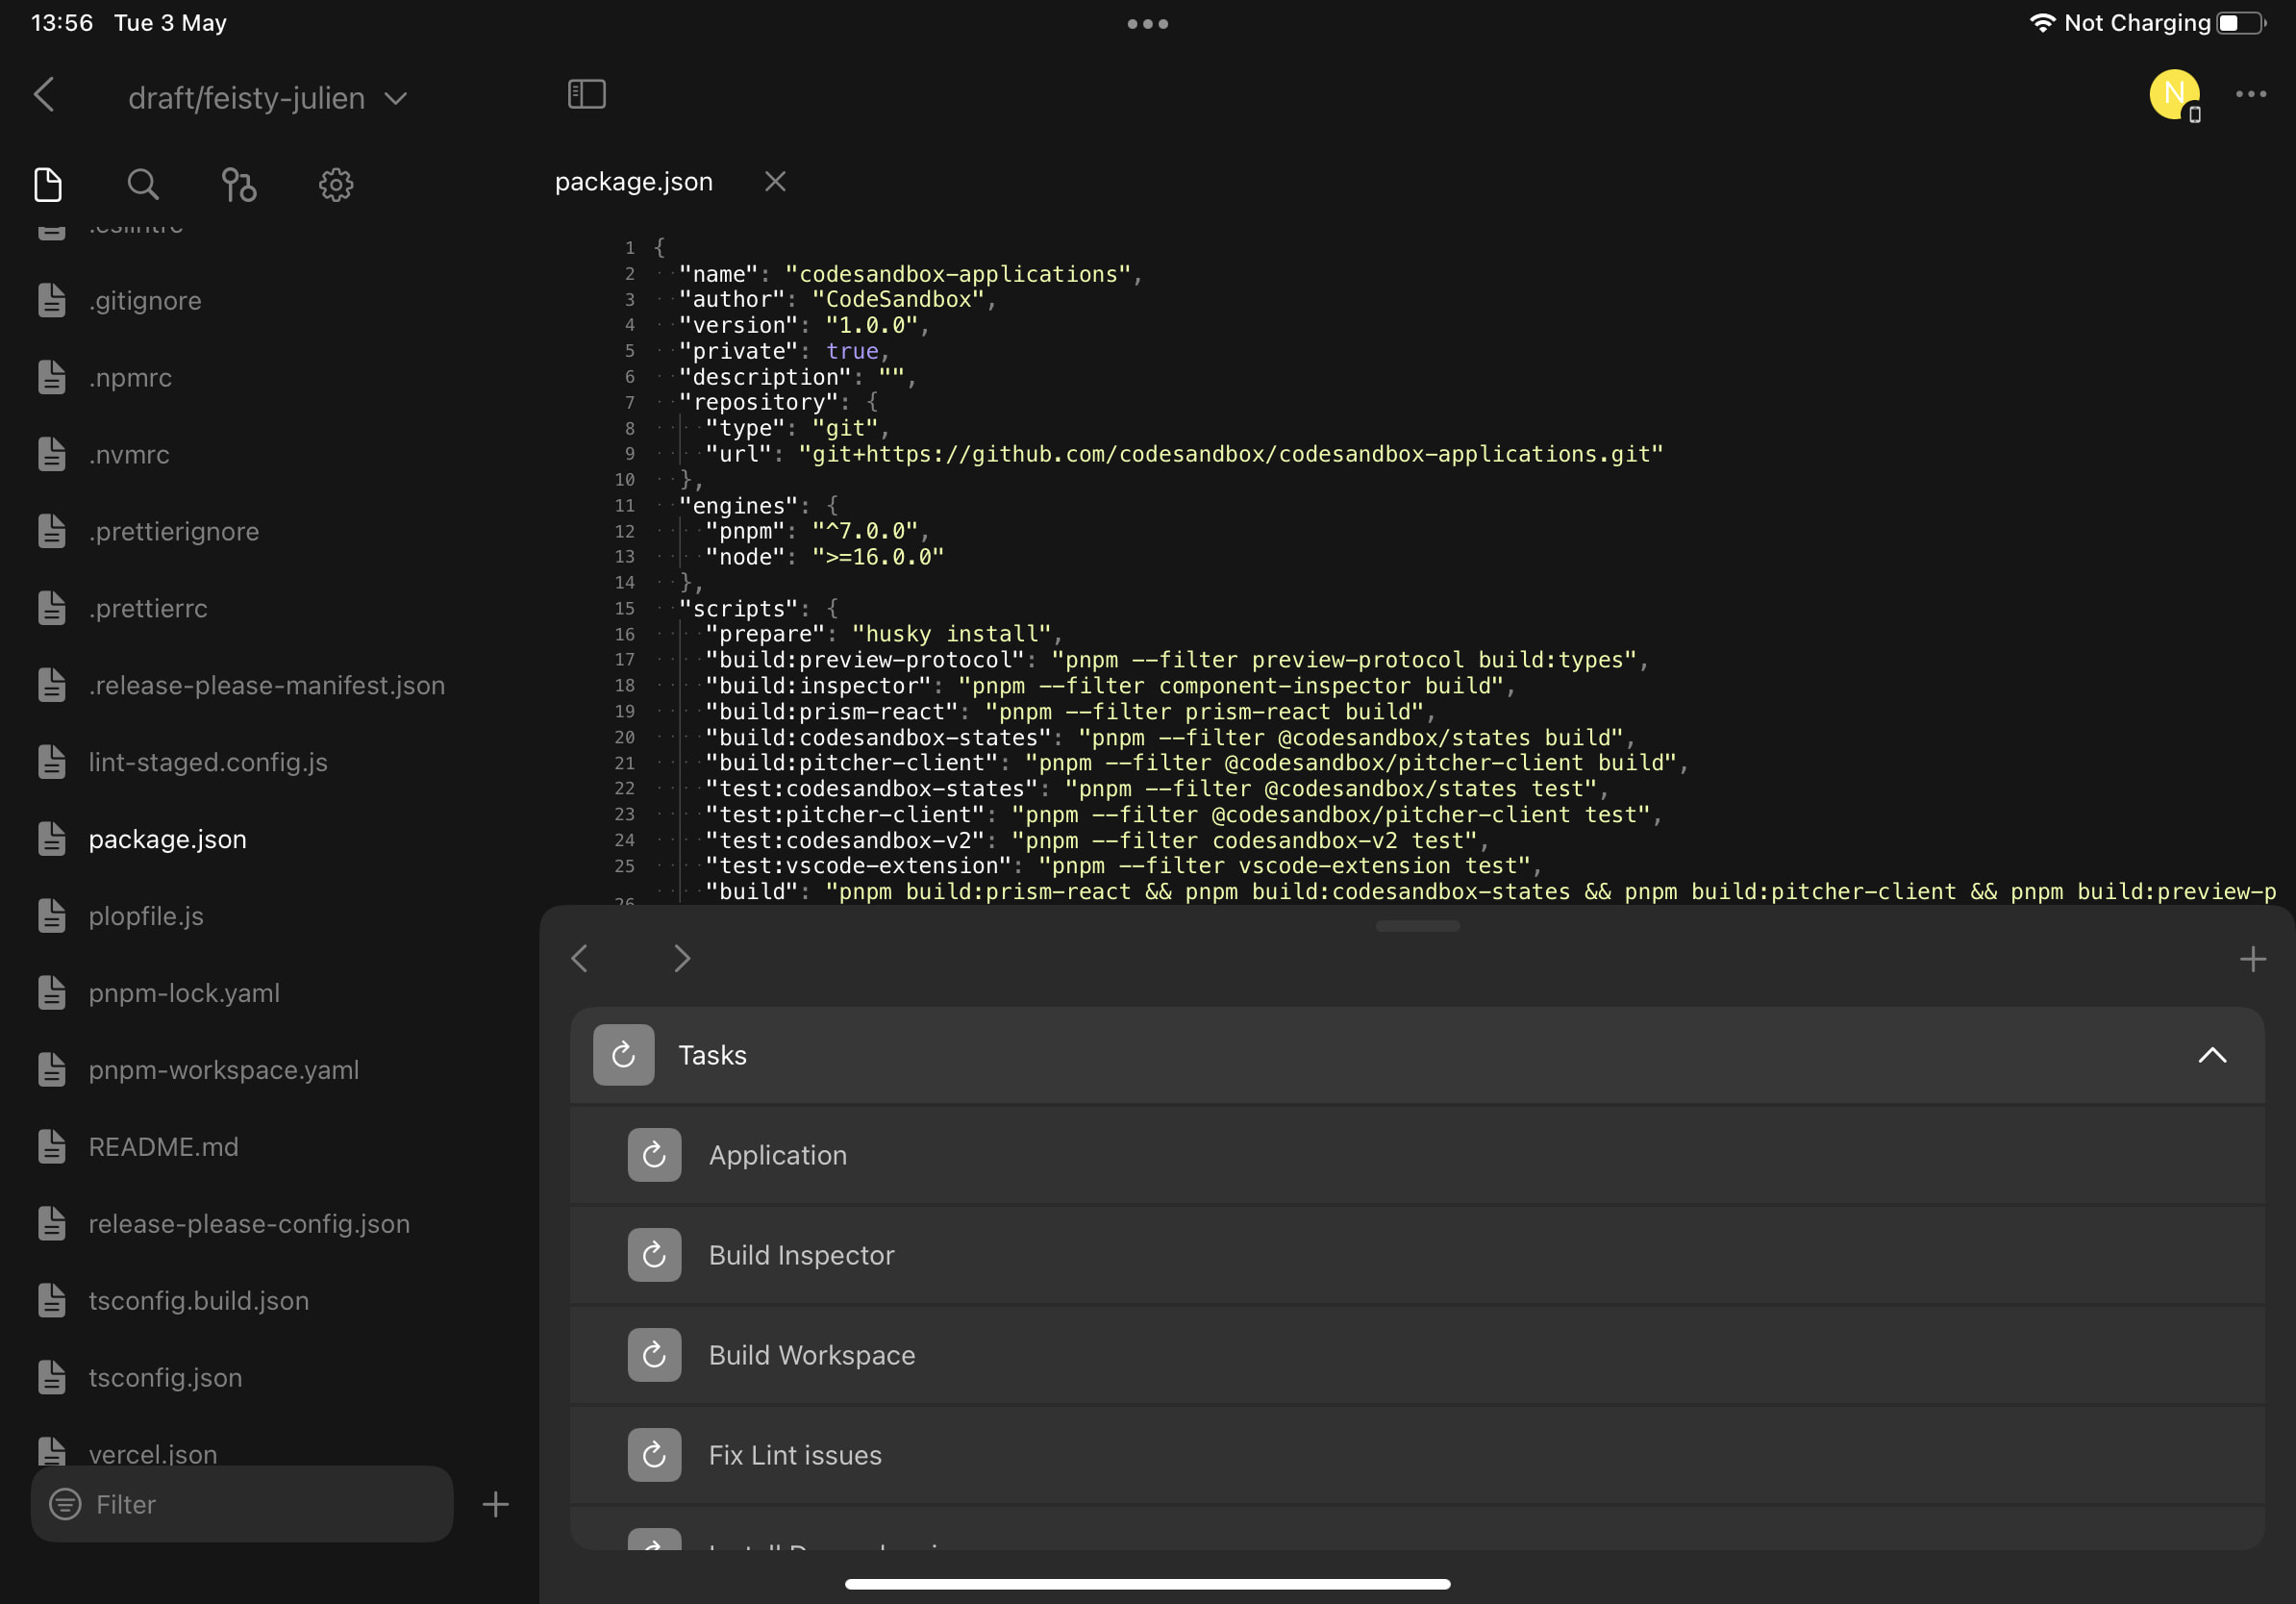 13:56 Tue 3 May
Not Charging
draft/feisty-julien
N
.eslintrc
.gitignore
.npmrc
.nvmrc
.prettierignore
.prettierrc
.release-please-manifest.json
lint-staged.config.js
package.json
plopfile.js
pnpm-lock.yaml
pnpm-workspace.yaml
README.md
release-please-config.json
tsconfig.build.json
tsconfig.json
vercel.json
Filter
package.json
1 {
2 "name": "codesandbox-applications",
3 "author": "CodeSandbox",
4 "version": "1.0.0",
5 "private": true,
6 "description": "",
7 "repository": {
8 "type": "git",
9 "url": "git+https://github.com/codesandbox/codesandbox-applications.git"
10 },
11 "engines": {
12 "pnpm": "^7.0.0",
13 "node": ">=16.0.0"
14 },
15 "scripts": {
16 "prepare": "husky install",
17 "build:preview-protocol": "pnpm --filter preview-protocol build:types",
18 "build:inspector": "pnpm --filter component-inspector build",
19 "build:prism-react": "pnpm --filter prism-react build",
20 "build:codesandbox-states": "pnpm --filter @codesandbox/states build",
21 "build:pitcher-client": "pnpm --filter @codesandbox/pitcher-client build",
22 "test:codesandbox-states": "pnpm --filter @codesandbox/states test",
23 "test:pitcher-client": "pnpm --filter @codesandbox/pitcher-client test",
24 "test:codesandbox-v2": "pnpm --filter codesandbox-v2 test",
25 "test:vscode-extension": "pnpm --filter vscode-extension test",
26 "build": "pnpm build:prism-react && pnpm build:codesandbox-states && pnpm build:pitcher-client && pnpm build:preview-p
Tasks
Application
Build Inspector
Build Workspace
Fix Lint issues